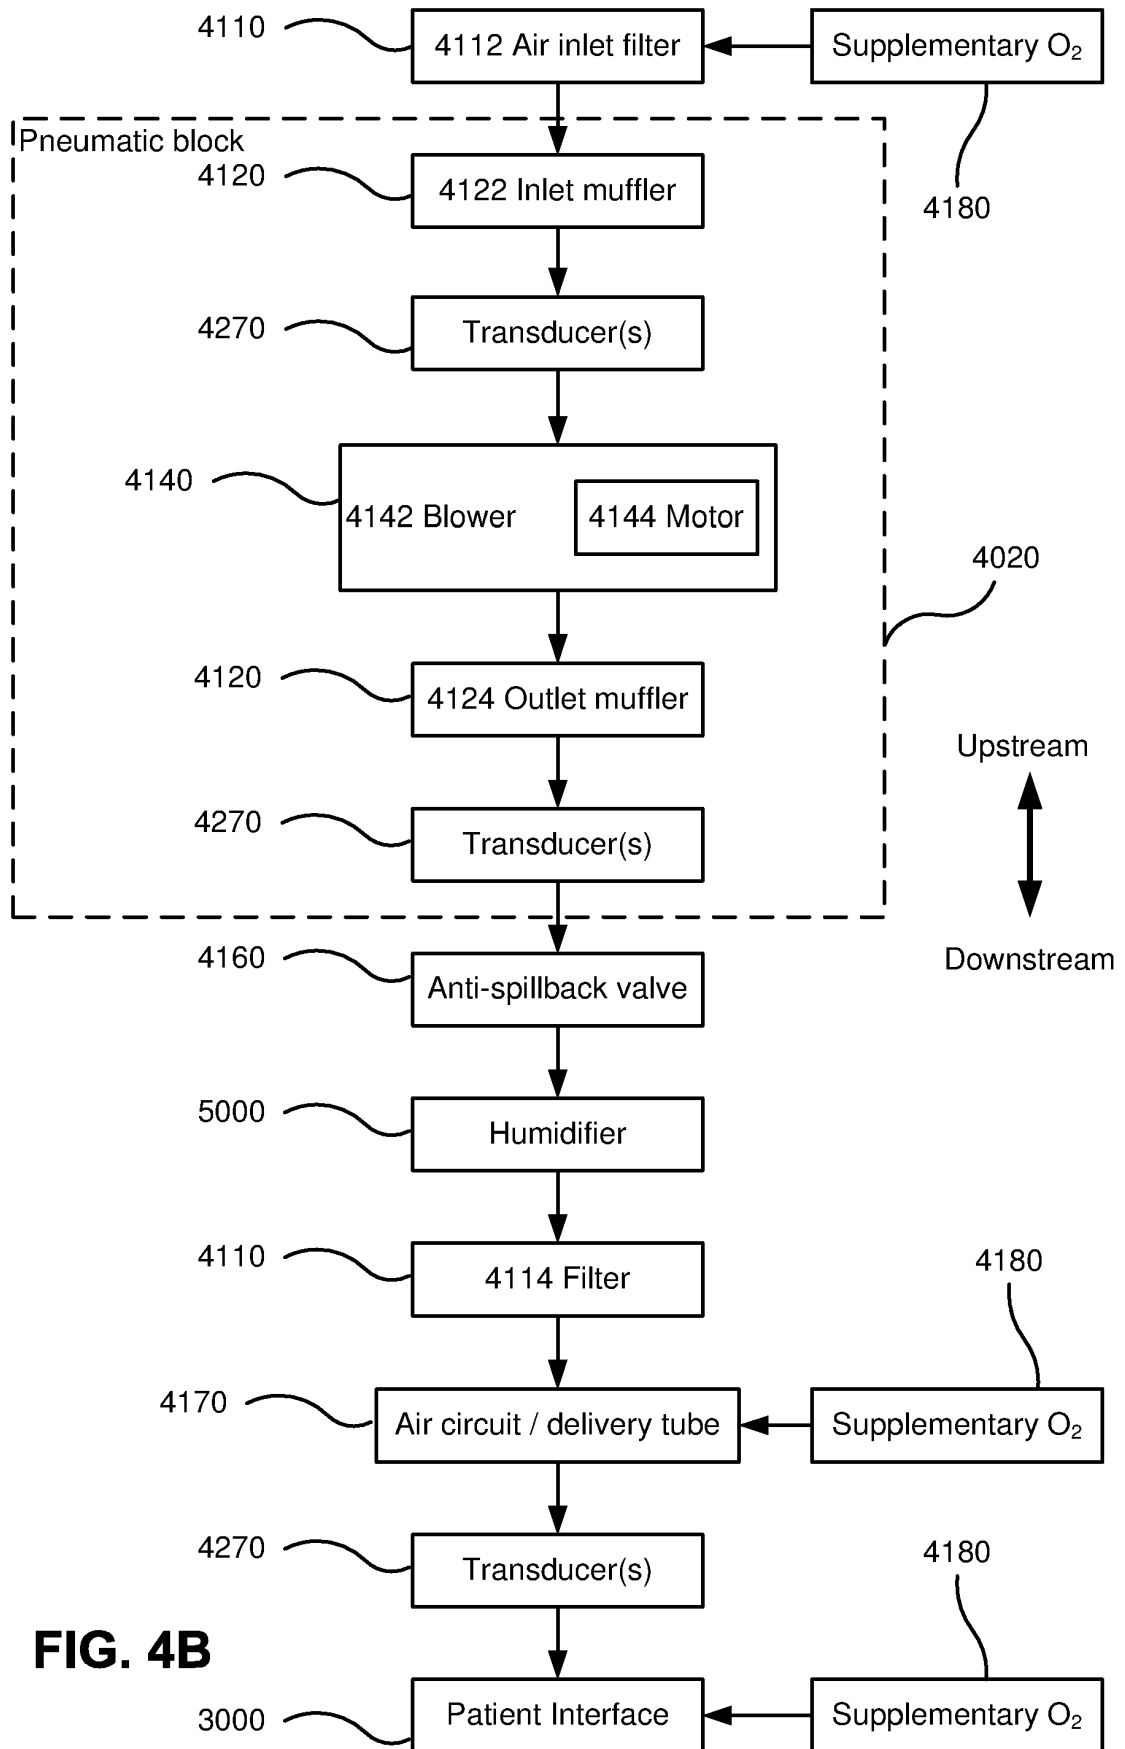 4110
4112 Air inlet filter
Supplementary O₂
Pneumatic block
4120
4122 Inlet muffler
4180
4270
Transducer(s)
4140
4142 Blower
4144 Motor
4020
4120
4124 Outlet muffler
Upstream
4270
Transducer(s)
4160
Anti-spillback valve
Downstream
5000
Humidifier
4110
4114 Filter
4180
4170
Air circuit / delivery tube
Supplementary O₂
4270
Transducer(s)
4180
FIG. 4B
3000
Patient Interface
Supplementary O₂